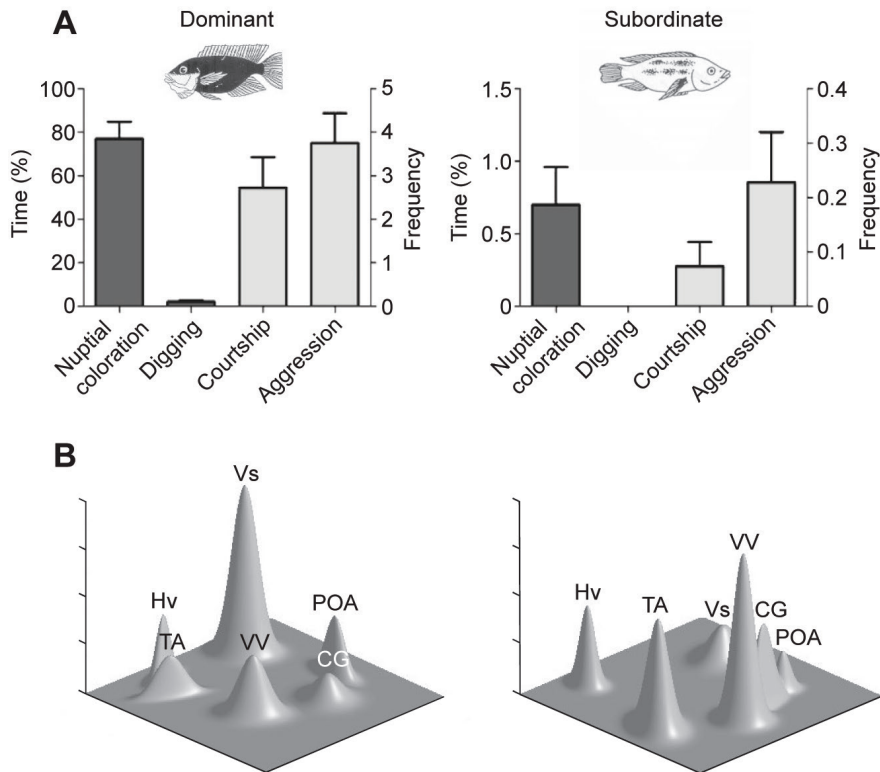 A
Dominant
100
80
60
40
20
0
Time (%)
5
4
3
2
1
0
Frequency
Nuptial
coloration
Digging
Courtship
Aggression
Subordinate
1.5
1.0
0.5
0
Time (%)
0.4
0.3
0.2
0.1
0
Frequency
Nuptial
coloration
Digging
Courtship
Aggression
B
Vs
Hv
POA
TA
VV
CG
VV
Hv
TA
Vs
CG
POA